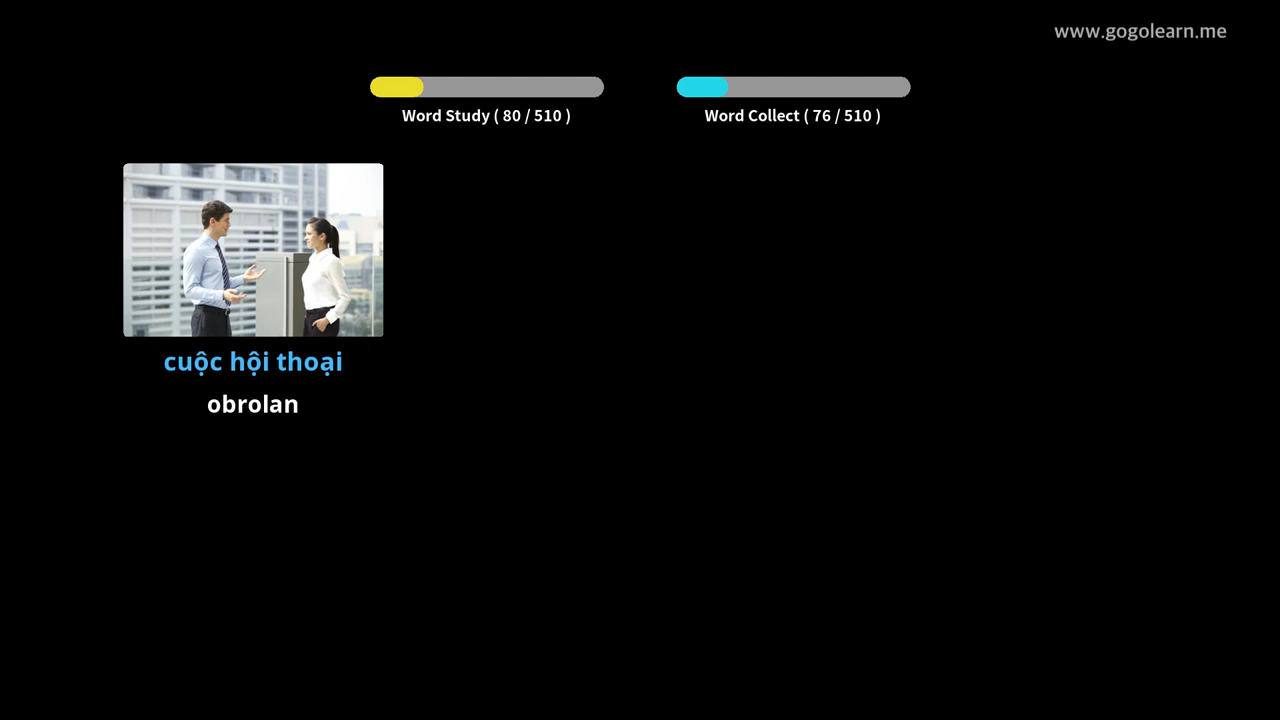 www.gogolearn.me
Word Study ( 80 / 510 )
Word Collect ( 76 / 510 )
cuộc hội thoại
obrolan